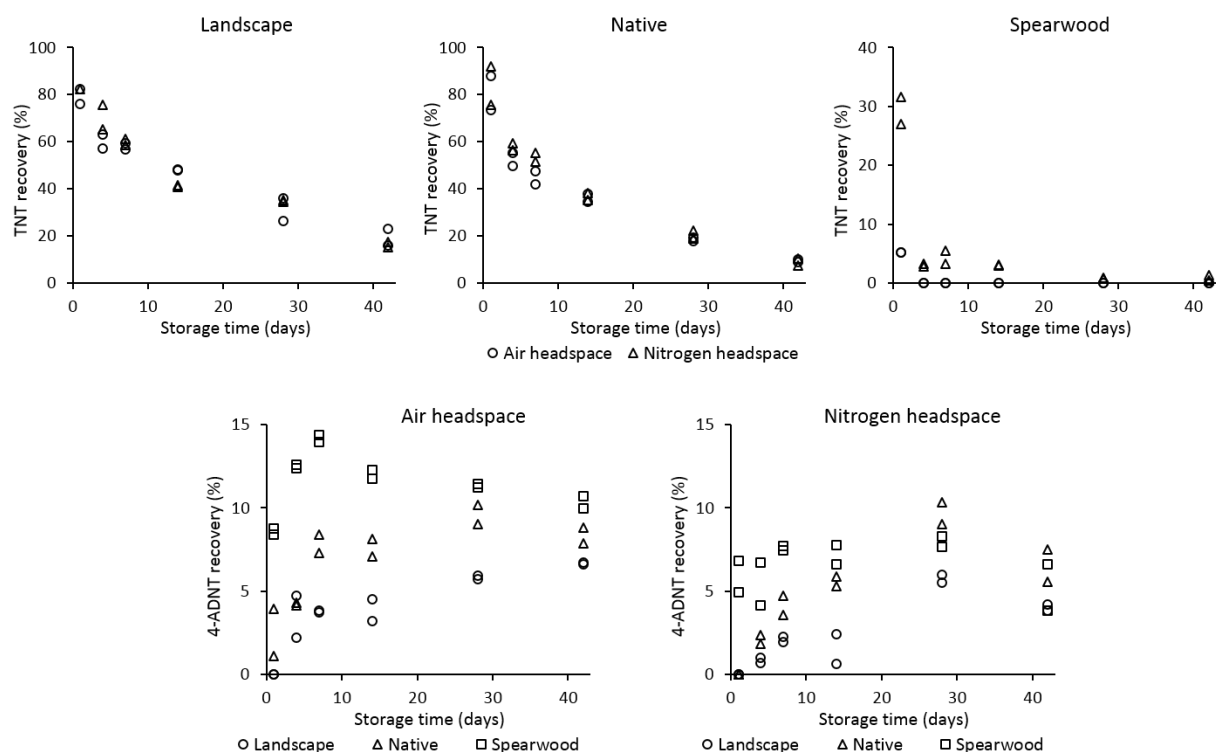 Landscape
TNT recovery (%)
100
80
60
40
20
0
0 10 20 30 40
Storage time (days)
Native
TNT recovery (%)
100
80
60
40
20
0
0 10 20 30 40
Storage time (days)
Spearwood
TNT recovery (%)
40
30
20
10
0
0 10 20 30 40
Storage time (days)
Air headspace Nitrogen headspace
Air headspace
4-ADNT recovery (%)
15
10
5
0
0 10 20 30 40
Storage time (days)
Landscape Native Spearwood
Nitrogen headspace
4-ADNT recovery (%)
15
10
5
0
0 10 20 30 40
Storage time (days)
Landscape Native Spearwood